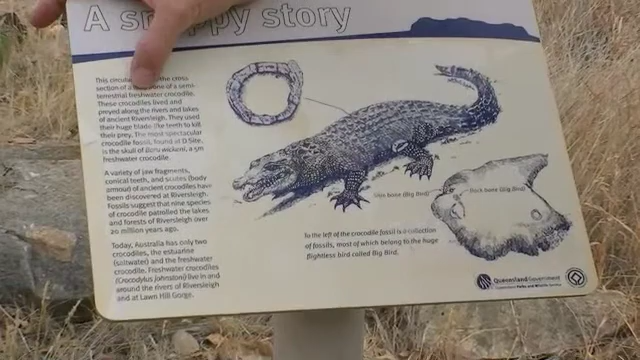 A snappy story
This circular the cross-
section of a bone of a semi-
terrestrial freshwater crocodile.
These crocodiles lived and
preyed along the rivers and lakes
of ancient Riversleigh. They used
their huge blade-like teeth to kill
their prey. The most spectacular
crocodile fossil, found at D Site,
is the skull of Baru wickeni, a 5m
freshwater crocodile.
A variety of jaw fragments,
conical teeth, and scutes (body
armour) of ancient crocodiles have
been discovered at Riversleigh.
Fossils suggest that nine species
of crocodile patrolled the lakes
and forests of Riversleigh over
20 million years ago.
Today, Australia has only two
crocodiles, the estuarine
(saltwater) and the freshwater
crocodile. Freshwater crocodiles
(Crocodylus johnstoni) live in and
around the rivers of Riversleigh
and at Lawn Hill Gorge.
Shin bone (Big Bird)
Back bone (Big Bird)
To the left of the crocodile fossil is a collection
of fossils, most of which belong to the huge
flightless bird called Big Bird.
Queensland Government
Queensland Parks and Wildlife Service